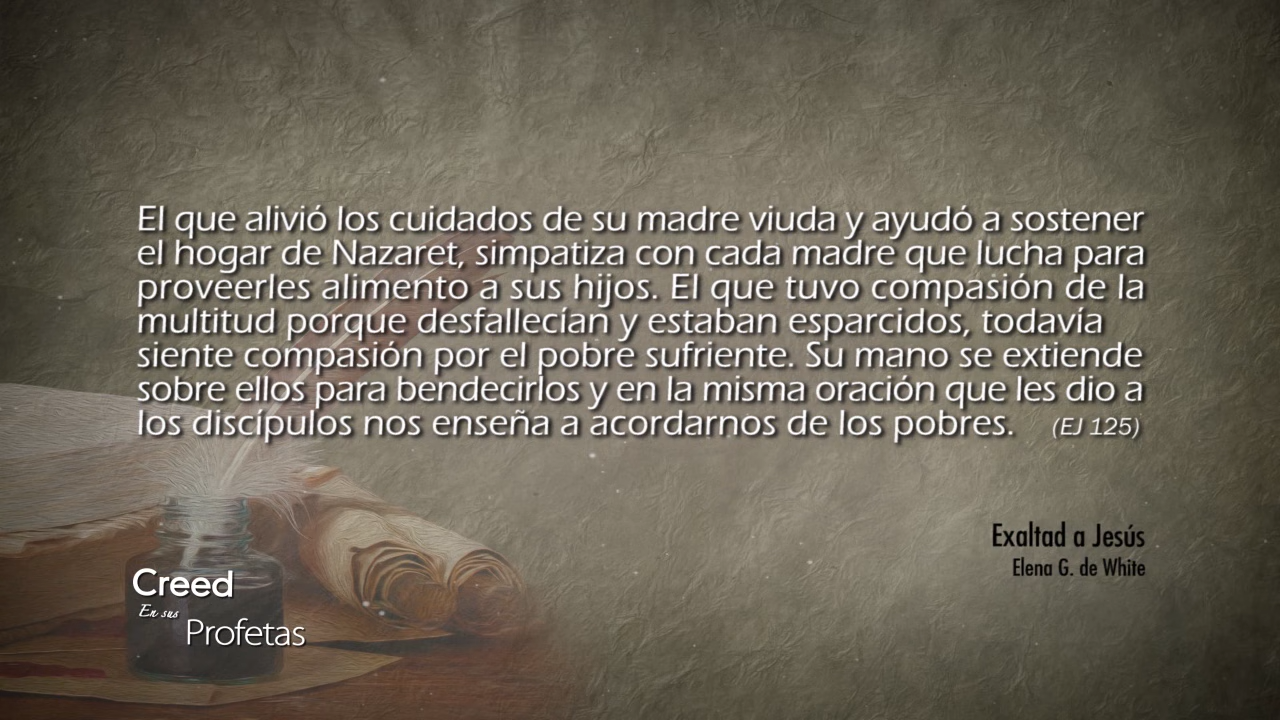 El que alivió los cuidados de su madre viuda y ayudó a sostener
el hogar de Nazaret, simpatiza con cada madre que lucha para
proveerles alimento a sus hijos. El que tuvo compasión de la
multitud porque desfallecían y estaban esparcidos, todavía
siente compasión por el pobre sufriente. Su mano se extiende
sobre ellos para bendecirlos y en la misma oración que les dio a
los discípulos nos enseña a acordarnos de los pobres. (EJ 125)
Exaltad a Jesús
Elena G. de White
Creed
En sus
Profetas